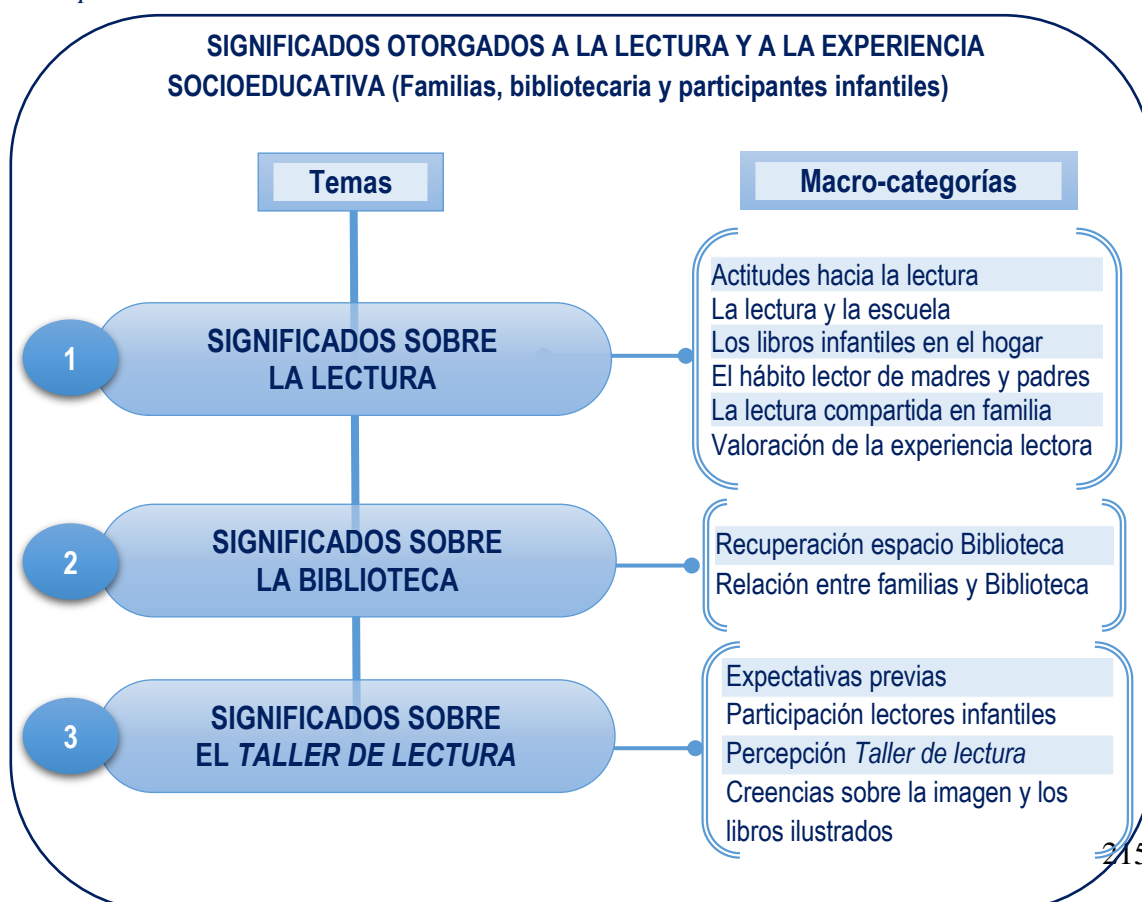 SIGNIFICADOS OTORGADOS A LA LECTURA Y A LA EXPERIENCIA
SOCIOEDUCATIVA (Familias, bibliotecaria y participantes infantiles)
Temas
Macro-categorías
1
SIGNIFICADOS SOBRE
LA LECTURA
Actitudes hacia la lectura
La lectura y la escuela
Los libros infantiles en el hogar
El hábito lector de madres y padres
La lectura compartida en familia
Valoración de la experiencia lectora
2
SIGNIFICADOS SOBRE
LA BIBLIOTECA
Recuperación espacio Biblioteca
Relación entre familias y Biblioteca
3
SIGNIFICADOS SOBRE
EL TALLER DE LECTURA
Expectativas previas
Participación lectores infantiles
Percepción Taller de lectura
Creencias sobre la imagen y los
libros ilustrados
215